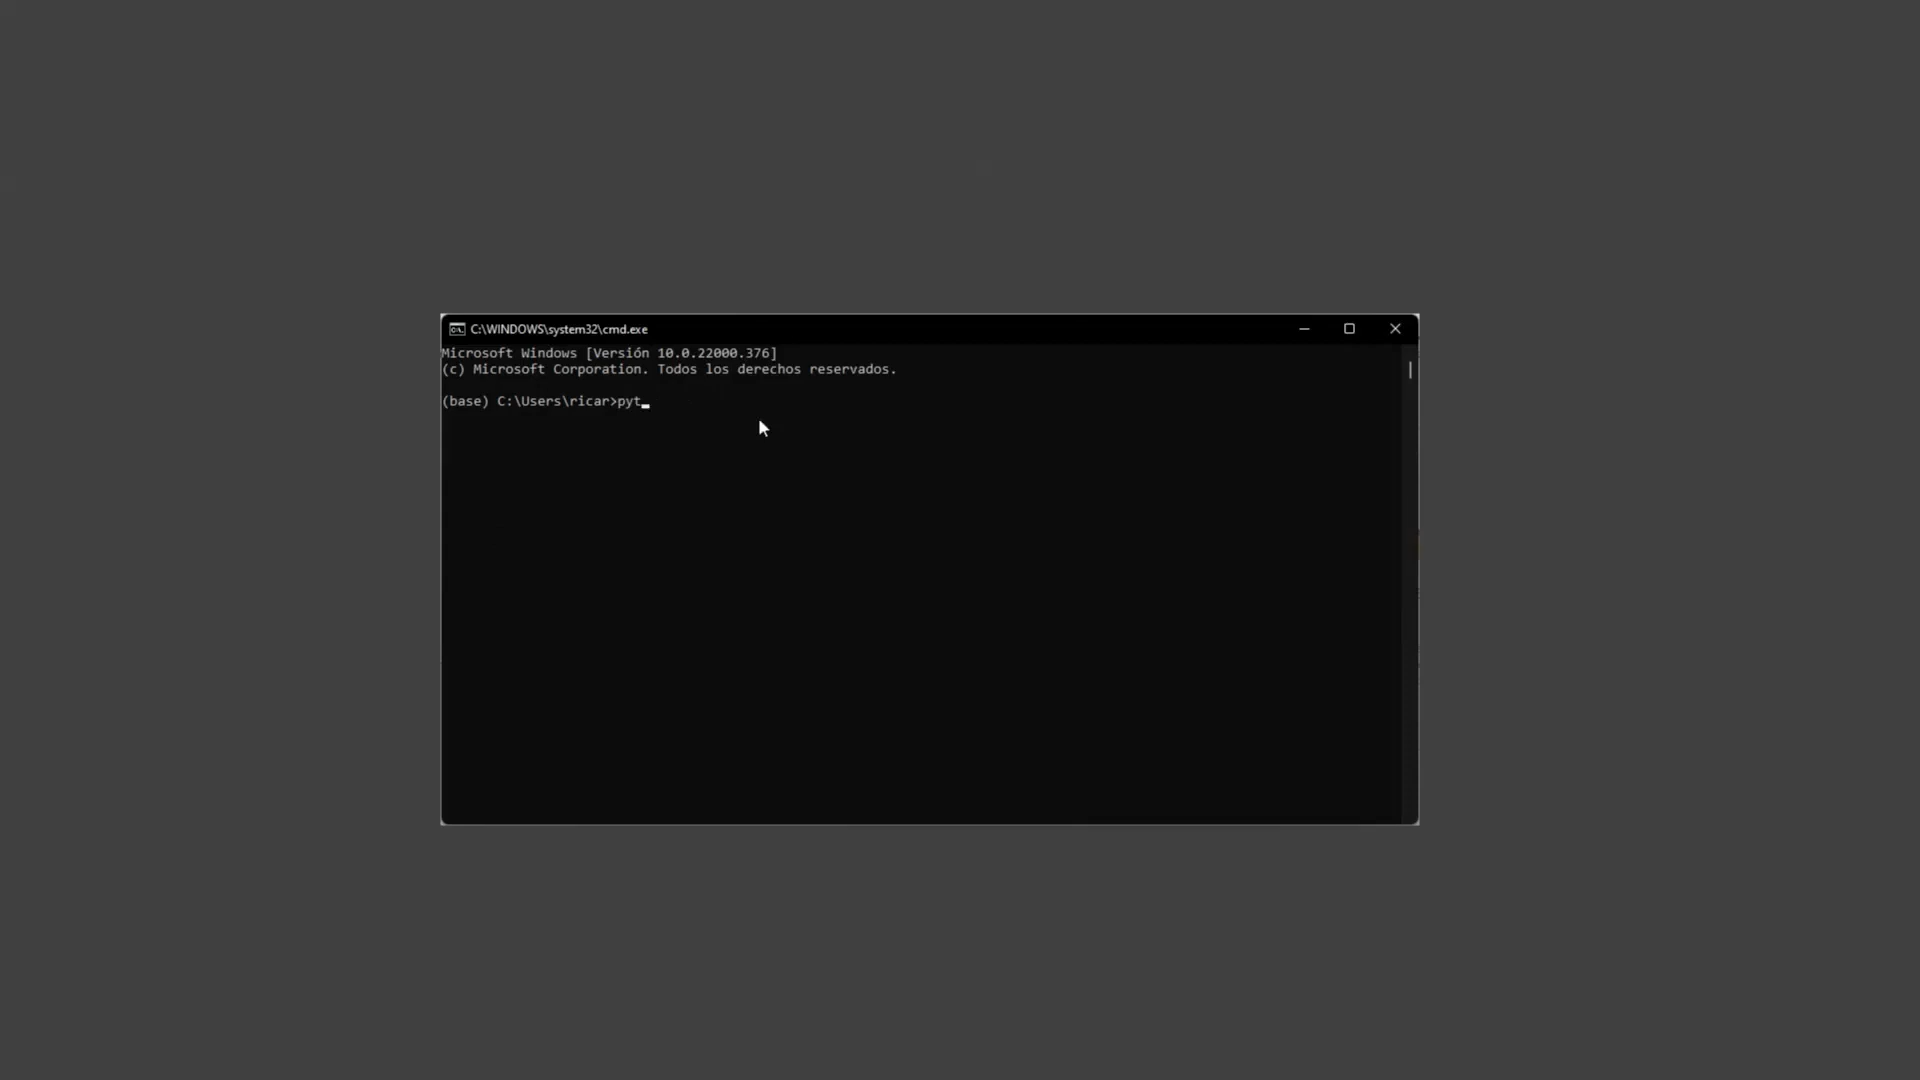 C:\WINDOWS\system32\cmd.exe
Microsoft Windows [Versión 10.0.22000.376]
(c) Microsoft Corporation. Todos los derechos reservados.
(base) C:\Users\ricar>pyt